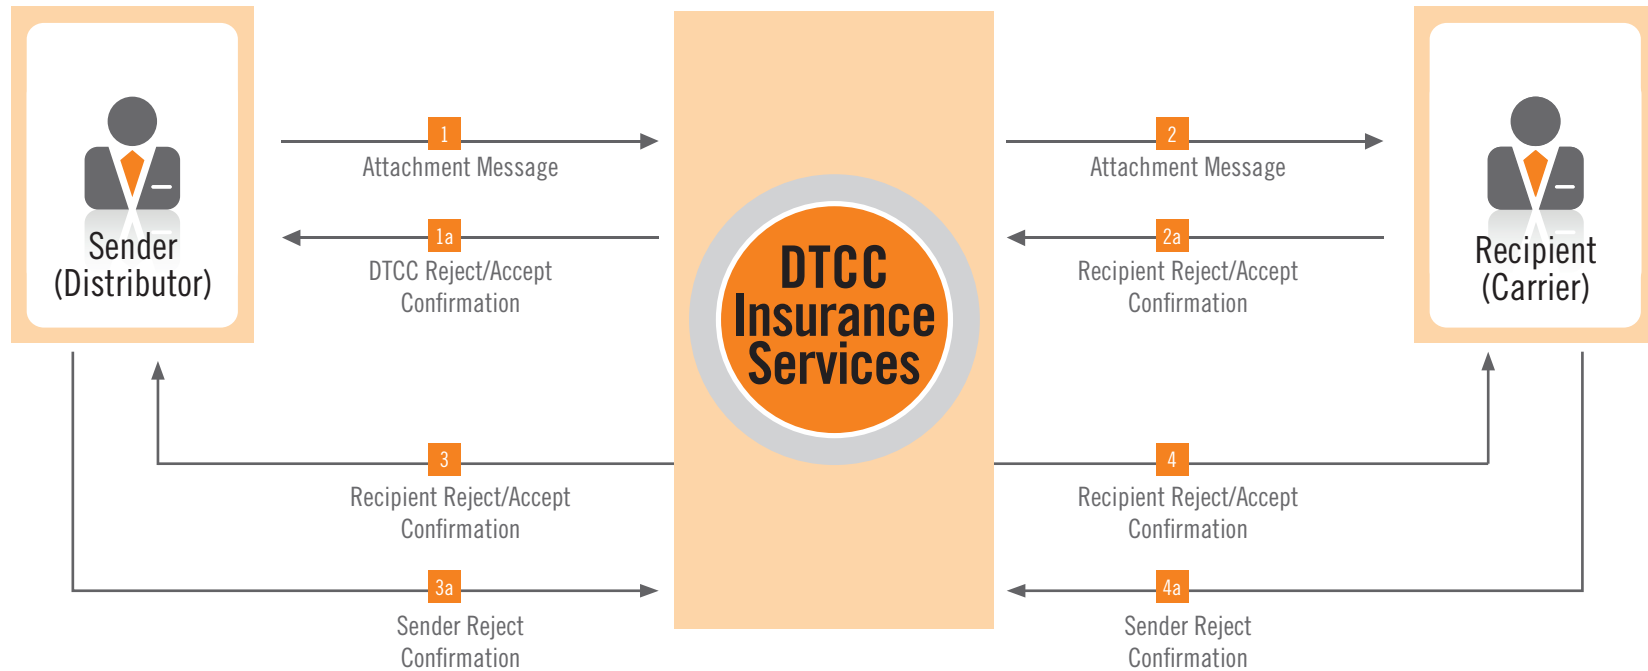 Sender
(Distributor)
1
Attachment Message
1a
DTCC Reject/Accept
Confirmation
3
Recipient Reject/Accept
Confirmation
3a
Sender Reject
Confirmation
DTCC
Insurance
Services
2
Attachment Message
2a
Recipient Reject/Accept
Confirmation
4
Recipient Reject/Accept
Confirmation
4a
Sender Reject
Confirmation
Recipient
(Carrier)